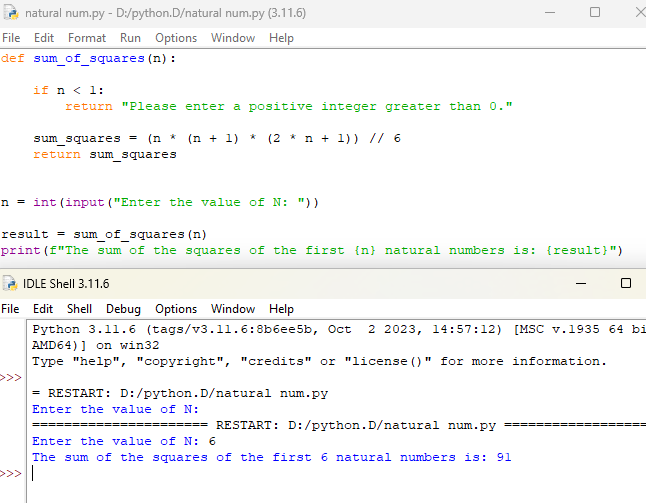 natural num.py - D:/python.D/natural num.py (3.11.6)
File Edit Format Run Options Window Help
def sum_of_squares(n):
if n < 1:
return "Please enter a positive integer greater than 0."
sum_squares = (n * (n + 1) * (2 * n + 1)) // 6
return sum_squares
n = int(input("Enter the value of N: "))
result = sum_of_squares(n)
print(f"The sum of the squares of the first {n} natural numbers is: {result}")
IDLE Shell 3.11.6
File Edit Shell Debug Options Window Help
Python 3.11.6 (tags/v3.11.6:8b6ee5b, Oct  2 2023, 14:57:12) [MSC v.1935 64 bi
AMD64)] on win32
Type "help", "copyright", "credits" or "license()" for more information.
>>>
= RESTART: D:/python.D/natural num.py
Enter the value of N:
====================== RESTART: D:/python.D/natural num.py ==================
Enter the value of N: 6
The sum of the squares of the first 6 natural numbers is: 91
>>>